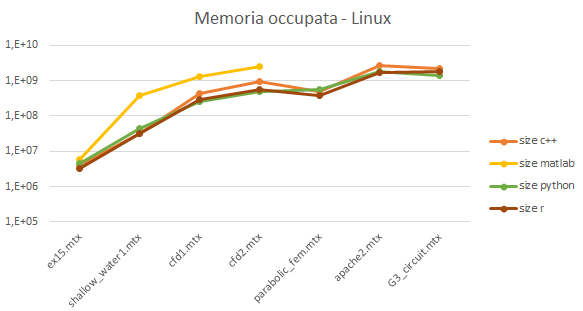 Memoria occupata - Linux
1,E+10
1,E+09
1,E+08
1,E+07
1,E+06
1,E+05
ex15.mtx
shallow_water1.mtx
cfd1.mtx
cfd2.mtx
parabolic_fem.mtx
apache2.mtx
G3_circuit.mtx
size c++
size matlab
size python
size r